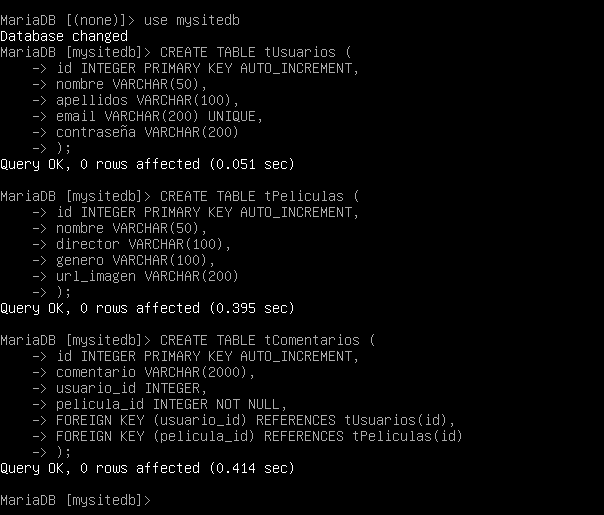 MariaDB [(none)]> use mysitedb
Database changed
MariaDB [mysitedb]> CREATE TABLE tUsuarios (
    -> id INTEGER PRIMARY KEY AUTO_INCREMENT,
    -> nombre VARCHAR(50),
    -> apellidos VARCHAR(100),
    -> email VARCHAR(200) UNIQUE,
    -> contraseña VARCHAR(200)
    -> );
Query OK, 0 rows affected (0.051 sec)
MariaDB [mysitedb]> CREATE TABLE tPeliculas (
    -> id INTEGER PRIMARY KEY AUTO_INCREMENT,
    -> nombre VARCHAR(50),
    -> director VARCHAR(100),
    -> genero VARCHAR(100),
    -> url_imagen VARCHAR(200)
    -> );
Query OK, 0 rows affected (0.395 sec)
MariaDB [mysitedb]> CREATE TABLE tComentarios (
    -> id INTEGER PRIMARY KEY AUTO_INCREMENT,
    -> comentario VARCHAR(2000),
    -> usuario_id INTEGER,
    -> pelicula_id INTEGER NOT NULL,
    -> FOREIGN KEY (usuario_id) REFERENCES tUsuarios(id),
    -> FOREIGN KEY (pelicula_id) REFERENCES tPeliculas(id)
    -> );
Query OK, 0 rows affected (0.414 sec)
MariaDB [mysitedb]>